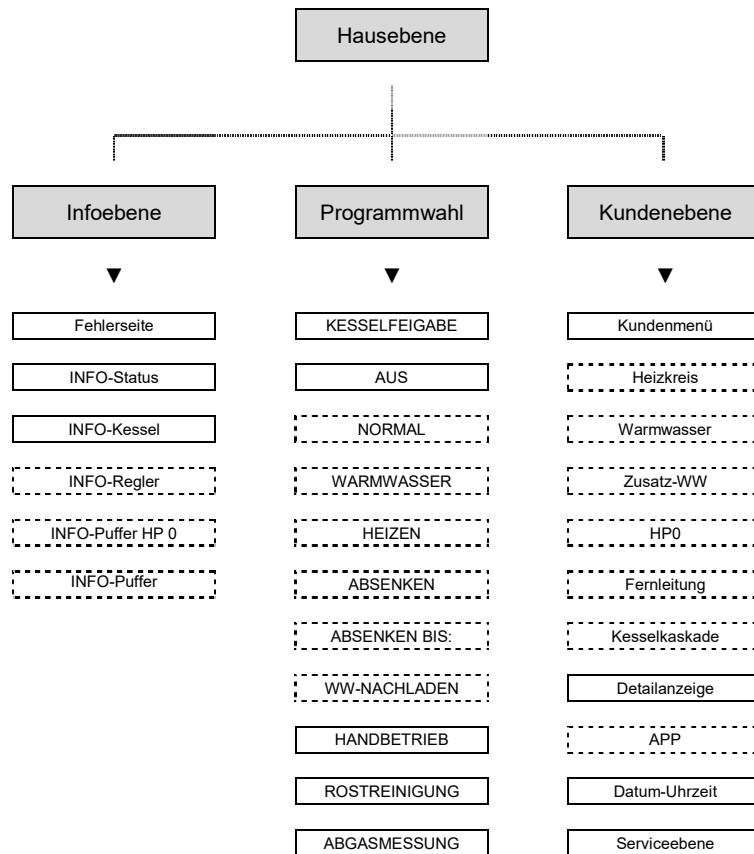 Hausebene
Infoebene
Programmwahl
Kundenebene
Fehlerseite
INFO-Status
INFO-Kessel
INFO-Regler
INFO-Puffer HP 0
INFO-Puffer
KESSELFEIGABE
AUS
NORMAL
WARMWASSER
HEIZEN
ABSENKEN
ABSENKEN BIS:
WW-NACHLADEN
HANDBETRIEB
ROSTREINIGUNG
ABGASMESSUNG
Kundenmenü
Heizkreis
Warmwasser
Zusatz-WW
HP0
Fernleitung
Kesselkaskade
Detailanzeige
APP
Datum-Uhrzeit
Serviceebene